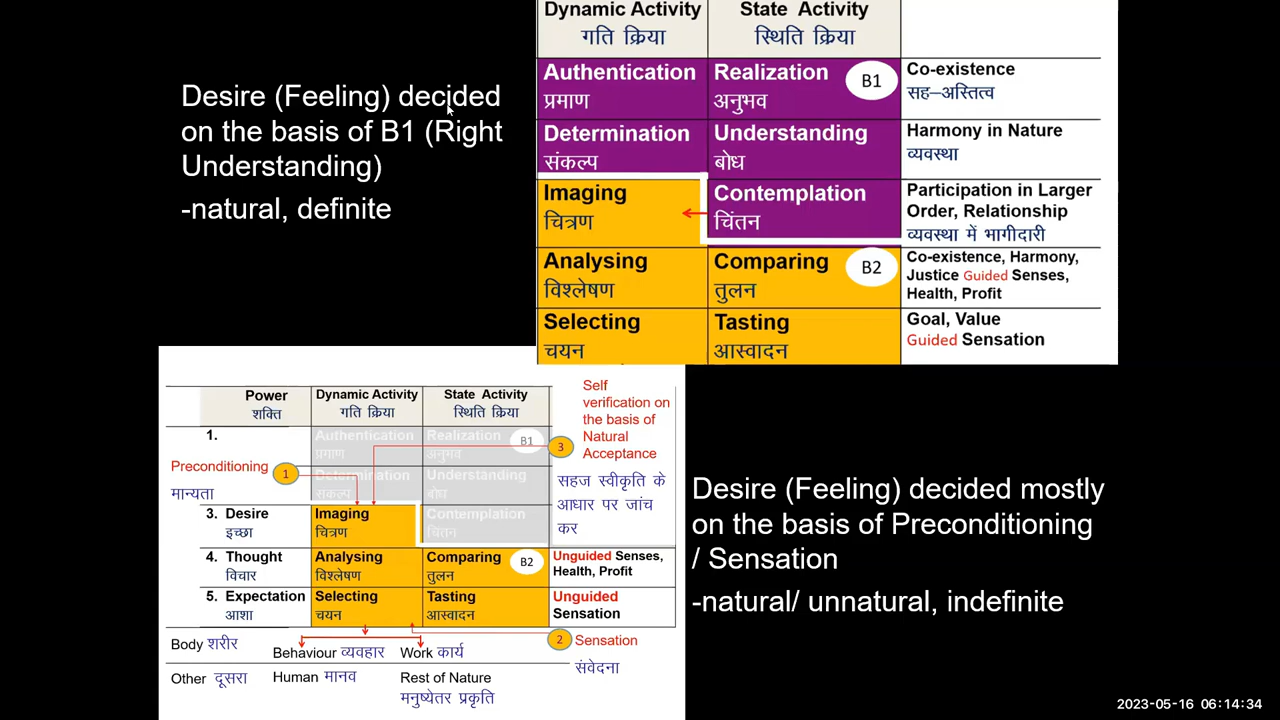 Desire (Feeling) decided
on the basis of B1 (Right
Understanding)
-natural, definite
Dynamic Activity State Activity
गति क्रिया स्थिति क्रिया
Authentication Realization B1 Co-existence
प्रमाण अनुभव सह–अस्तित्व
Determination Understanding Harmony in Nature
संकल्प बोध व्यवस्था
Imaging Contemplation Participation in Larger
Order, Relationship
चित्रण चिंतन व्यवस्था में भागीदारी
Analysing Comparing B2 Co-existence, Harmony,
Justice Guided Senses,
विश्लेषण तुलन Health, Profit
Selecting Tasting Goal, Value
Guided Sensation
चयन आस्वादन
Power Dynamic Activity State Activity
शक्ति गति क्रिया स्थिति क्रिया
Self
verification on
the basis of
Natural
Acceptance
सहज स्वीकृति के
आधार पर जांच
कर
1. Authentication Realization B1 3
प्रमाण अनुभव
Preconditioning 1 Determination Understanding
मान्यता संकल्प बोध
3. Desire Imaging Contemplation
इच्छा चित्रण चिंतन
4. Thought Analysing Comparing B2 Unguided Senses,
विचार विश्लेषण तुलन Health, Profit
5. Expectation Selecting Tasting Unguided
आशा चयन आस्वादन Sensation
Body शरीर Behaviour व्यवहार Work कार्य 2 Sensation
संवेदना
Other दूसरा Human मानव Rest of Nature
मनुष्येतर प्रकृति
Desire (Feeling) decided mostly
on the basis of Preconditioning
/ Sensation
-natural/ unnatural, indefinite
2023-05-16 06:14:34